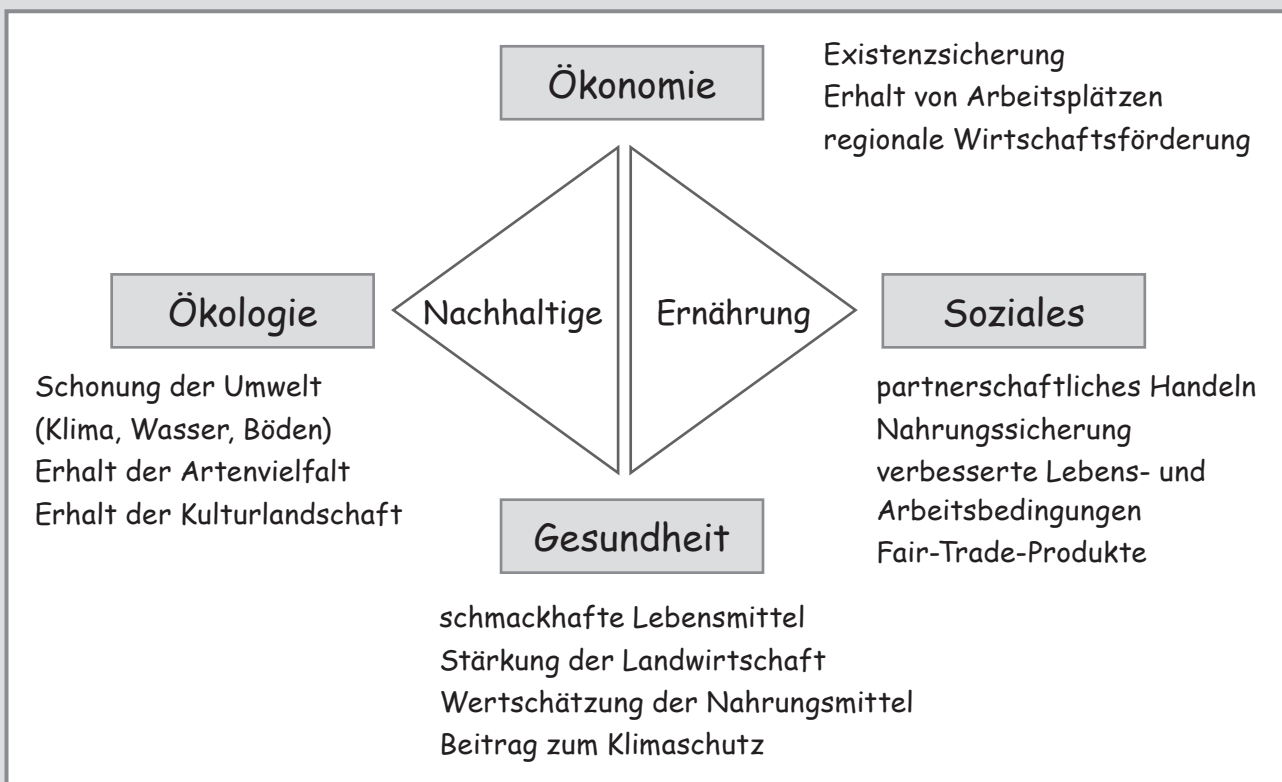 Ökonomie
Existenzsicherung
Erhalt von Arbeitsplätzen
regionale Wirtschaftsförderung
Ökologie
Nachhaltige
Ernährung
Soziales
Schonung der Umwelt
(Klima, Wasser, Böden)
Erhalt der Artenvielfalt
Erhalt der Kulturlandschaft
partnerschaftliches Handeln
Nahrungssicherung
verbesserte Lebens- und
Arbeitsbedingungen
Fair-Trade-Produkte
Gesundheit
schmackhafte Lebensmittel
Stärkung der Landwirtschaft
Wertschätzung der Nahrungsmittel
Beitrag zum Klimaschutz